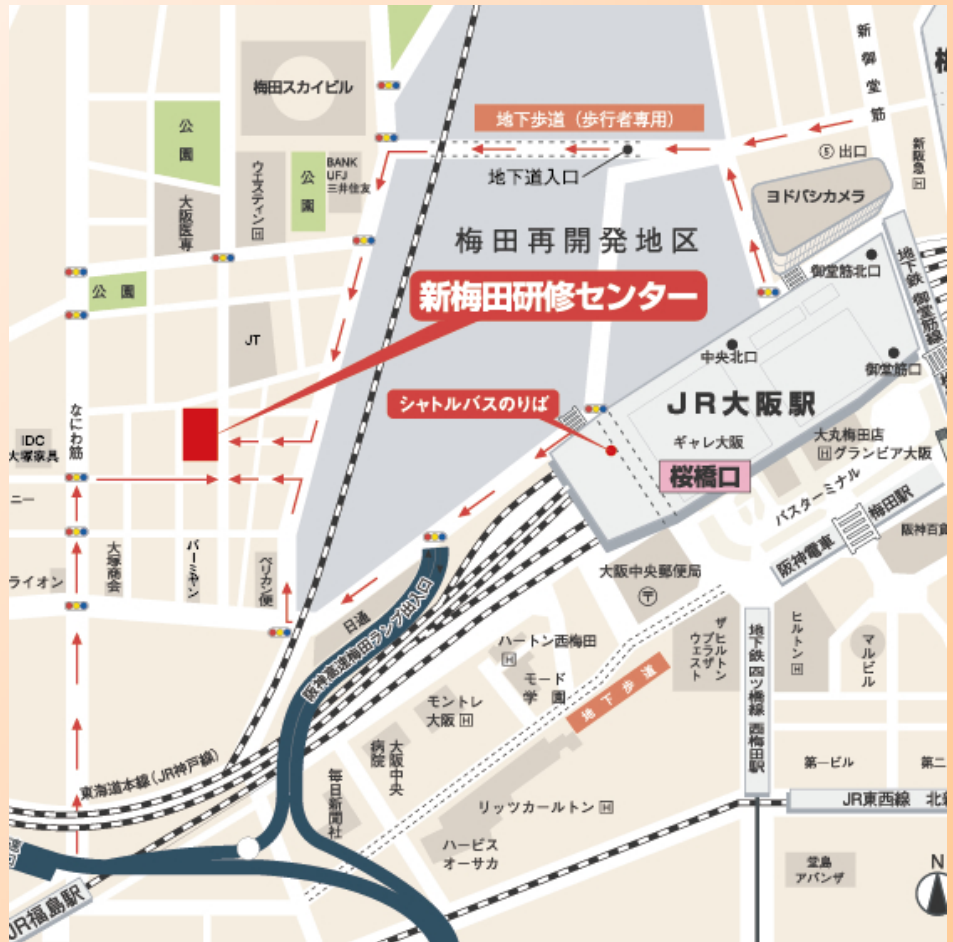 梅田スカイビル
新御堂筋
地下歩道（歩行者専用）
公園
ウエスティンH
公園
BANK
UFJ
三井住友
地下道入口
⑤出口
新阪急H
大阪医専
ヨドバシカメラ
梅田再開発地区
公園
御堂筋北口
地下鉄 御堂筋線
新梅田研修センター
JT
中央北口
御堂筋口
シャトルバスのりば
JR大阪駅
なにわ筋
IDC
大塚家具
ギャレ大阪
大丸梅田店
Hグランビア大阪
桜橋口
バスターミナル
ニー
梅田駅
阪神電車
阪神百貨
大塚商会
バーミヤン
ペリカン便
ライオン
大阪中央郵便局
〒
日通
阪神高速梅田ランプ出入口
ハートン西梅田
H
ザ・ヒルトン
プラザ
ウエスト
地下鉄 四ツ橋線 西梅田駅
ヒルトンH
マルビル
モード
学園
地下歩道
モントレ
大阪H
大阪中央
病院
東海道本線（JR神戸線）
毎日新聞社
第一ビル
第二
リッツカールトンH
JR東西線 北新
ハービス
オーサカ
堂島
アバンザ
N
JR福島駅